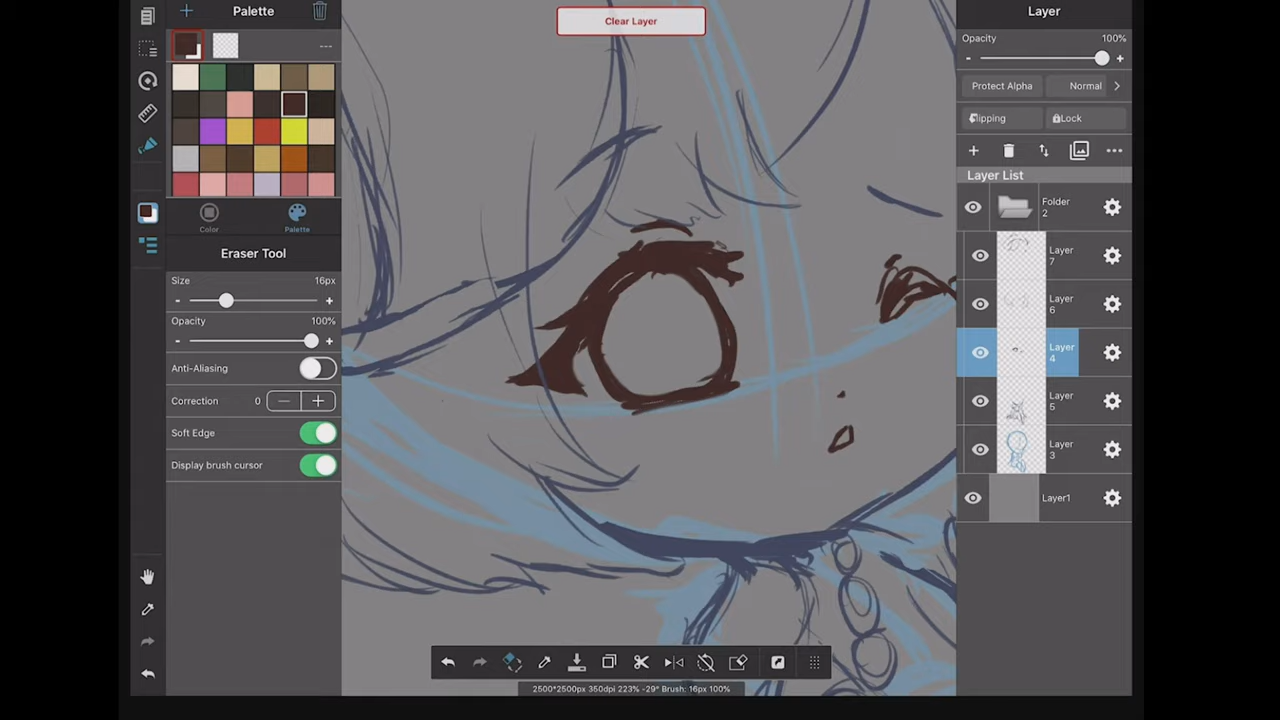 Palette
Clear Layer
Layer
Opacity
100%
Protect Alpha
Normal
Clipping
Lock
Layer List
Folder
2
Layer
7
Layer
6
Layer
4
Layer
5
Layer
3
Layer1
Color
Palette
Eraser Tool
Size
16px
Opacity
100%
Anti-Aliasing
Correction
0
Soft Edge
Display brush cursor
2500*2500px 350dpi 223% -29° Brush: 16px 100%